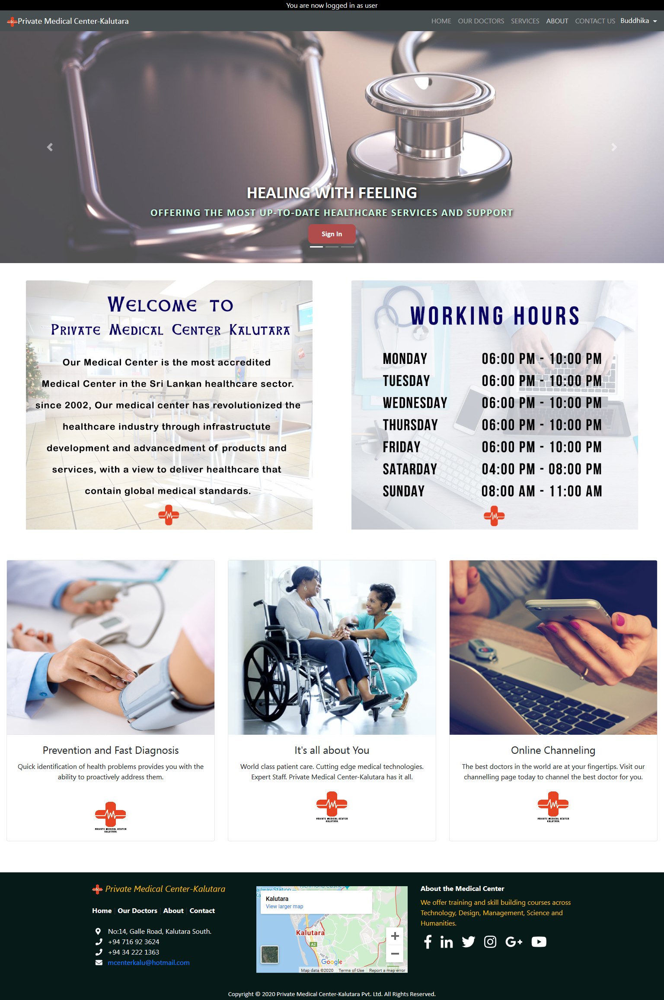 You are now logged in as user
Private Medical Center-Kalutara
HOME OUR DOCTORS SERVICES ABOUT CONTACT US Buddhika
HEALING WITH FEELING
OFFERING THE MOST UP-TO-DATE HEALTHCARE SERVICES AND SUPPORT
Sign In
Welcome to
Private Medical Center Kalutara
Our Medical Center is the most accredited
Medical Center in the Sri Lankan healthcare sector.
since 2002, Our medical center has revolutionized the
healthcare industry through infrastructute
development and advancedment of products and
services, with a view to deliver healthcare that
contain global medical standards.
WORKING HOURS
MONDAY 06:00 PM - 10:00 PM
TUESDAY 06:00 PM - 10:00 PM
WEDNESDAY 06:00 PM - 10:00 PM
THURSDAY 06:00 PM - 10:00 PM
FRIDAY 06:00 PM - 10:00 PM
SATARDAY 04:00 PM - 08:00 PM
SUNDAY 08:00 AM - 11:00 AM
Prevention and Fast Diagnosis
Quick identification of health problems provides you with the
ability to proactively address them.
PRIVATE MEDICAL CENTER
KALUTARA
It's all about You
World class patient care. Cutting edge medical technologies.
Expert Staff. Private Medical Center-Kalutara has it all.
PRIVATE MEDICAL CENTER
KALUTARA
Online Channeling
The best doctors in the world are at your fingertips. Visit our
channelling page today to channel the best doctor for you.
PRIVATE MEDICAL CENTER
KALUTARA
Private Medical Center-Kalutara
Home | Our Doctors | About | Contact
No:14, Galle Road, Kalutara South.
+94 716 92 3624
+94 34 222 1363
mcenterkalu@hotmail.com
Railway Station
Richmond Castle
Kalutara
View larger map
Riverside Rd
Kalutara
A2
Hill St
Google
Map data ©2020 Terms of Use Report a map error
About the Medical Center
We offer training and skill building courses across
Technology, Design, Management, Science and
Humanities.
Copyright © 2020 Private Medical Center-Kalutara Pvt. Ltd. All Rights Reserved.